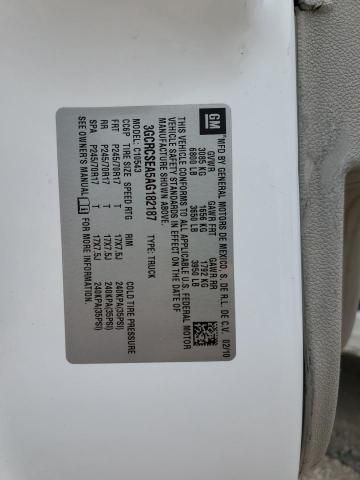 GM
MFD BY GENERAL MOTORS DE MEXICO, S. DE R.L. DE C.V. 02/10
GVWR GAWR FRT GAWR RR
3085 KG 1656 KG 1792 KG
6800 LB 3650 LB 3950 LB
THIS VEHICLE CONFORMS TO ALL APPLICABLE U.S. FEDERAL MOTOR
VEHICLE SAFETY STANDARDS IN EFFECT ON THE DATE OF
MANUFACTURE SHOWN ABOVE.
3GCRCSEA5AG182187 TYPE: TRUCK
MODEL: C10543
CC6P TIRE SIZE SPEED RTG RIM COLD TIRE PRESSURE
FRT P245/70R17 T 17X7.5J 240KPA(35PSI)
RR P245/70R17 T 17X7.5J 240KPA(35PSI)
SPA P245/70R17 T 17X7.5J 240KPA(35PSI)
SEE OWNER'S MANUAL FOR MORE INFORMATION.